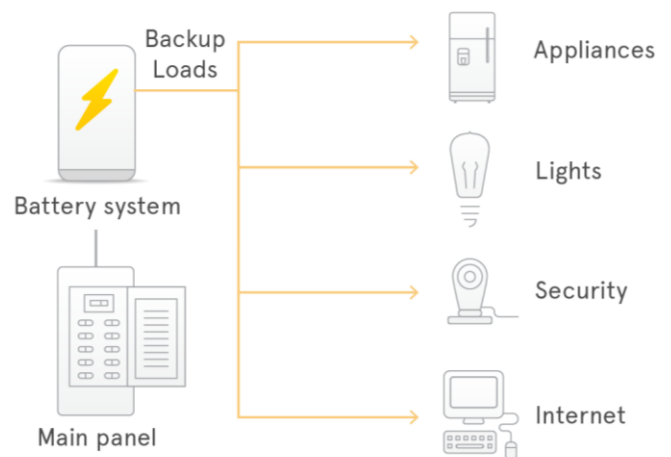 Backup
Loads
Appliances
Lights
Battery system
Security
Internet
Main panel